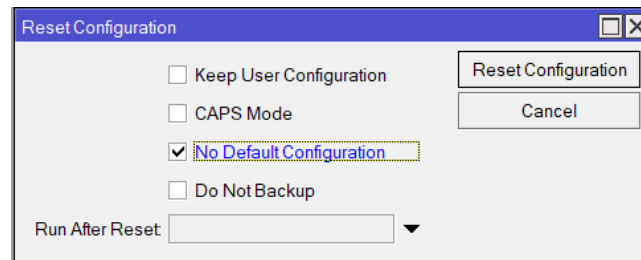 Reset Configuration
Keep User Configuration
Reset Configuration
CAPS Mode
Cancel
No Default Configuration
Do Not Backup
Run After Reset: